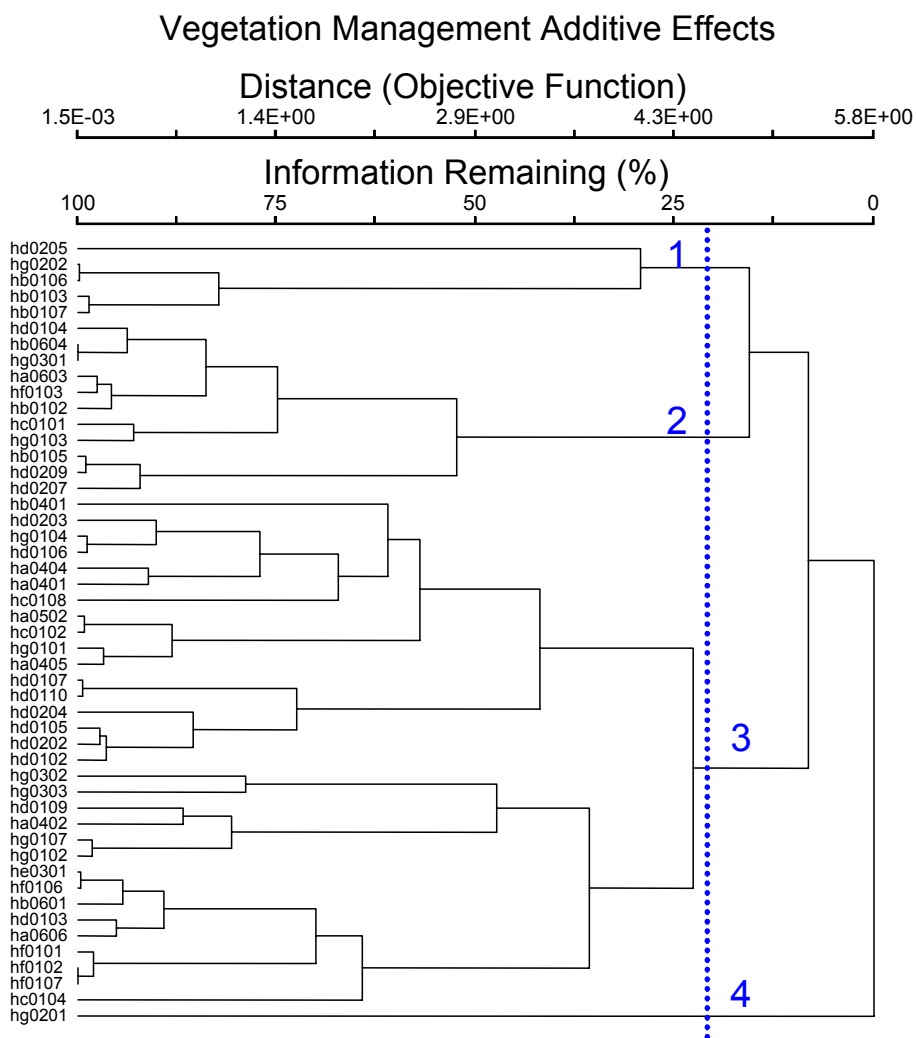 Vegetation Management Additive Effects
Distance (Objective Function)
1.5E-03 1.4E+00 2.9E+00 4.3E+00 5.8E+00
Information Remaining (%)
100 75 50 25 0
hd0205
1
hg0202
hb0106
hb0103
hb0107
hd0104
hb0604
hg0301
ha0603
hf0103
hb0102
hc0101
2
hg0103
hb0105
hd0209
hd0207
hb0401
hd0203
hg0104
hd0106
ha0404
ha0401
hc0108
ha0502
hc0102
hg0101
ha0405
hd0107
hd0110
hd0204
hd0105
3
hd0202
hd0102
hg0302
hg0303
hd0109
ha0402
hg0107
hg0102
he0301
hf0106
hb0601
hd0103
ha0606
hf0101
hf0102
hf0107
4
hc0104
hg0201